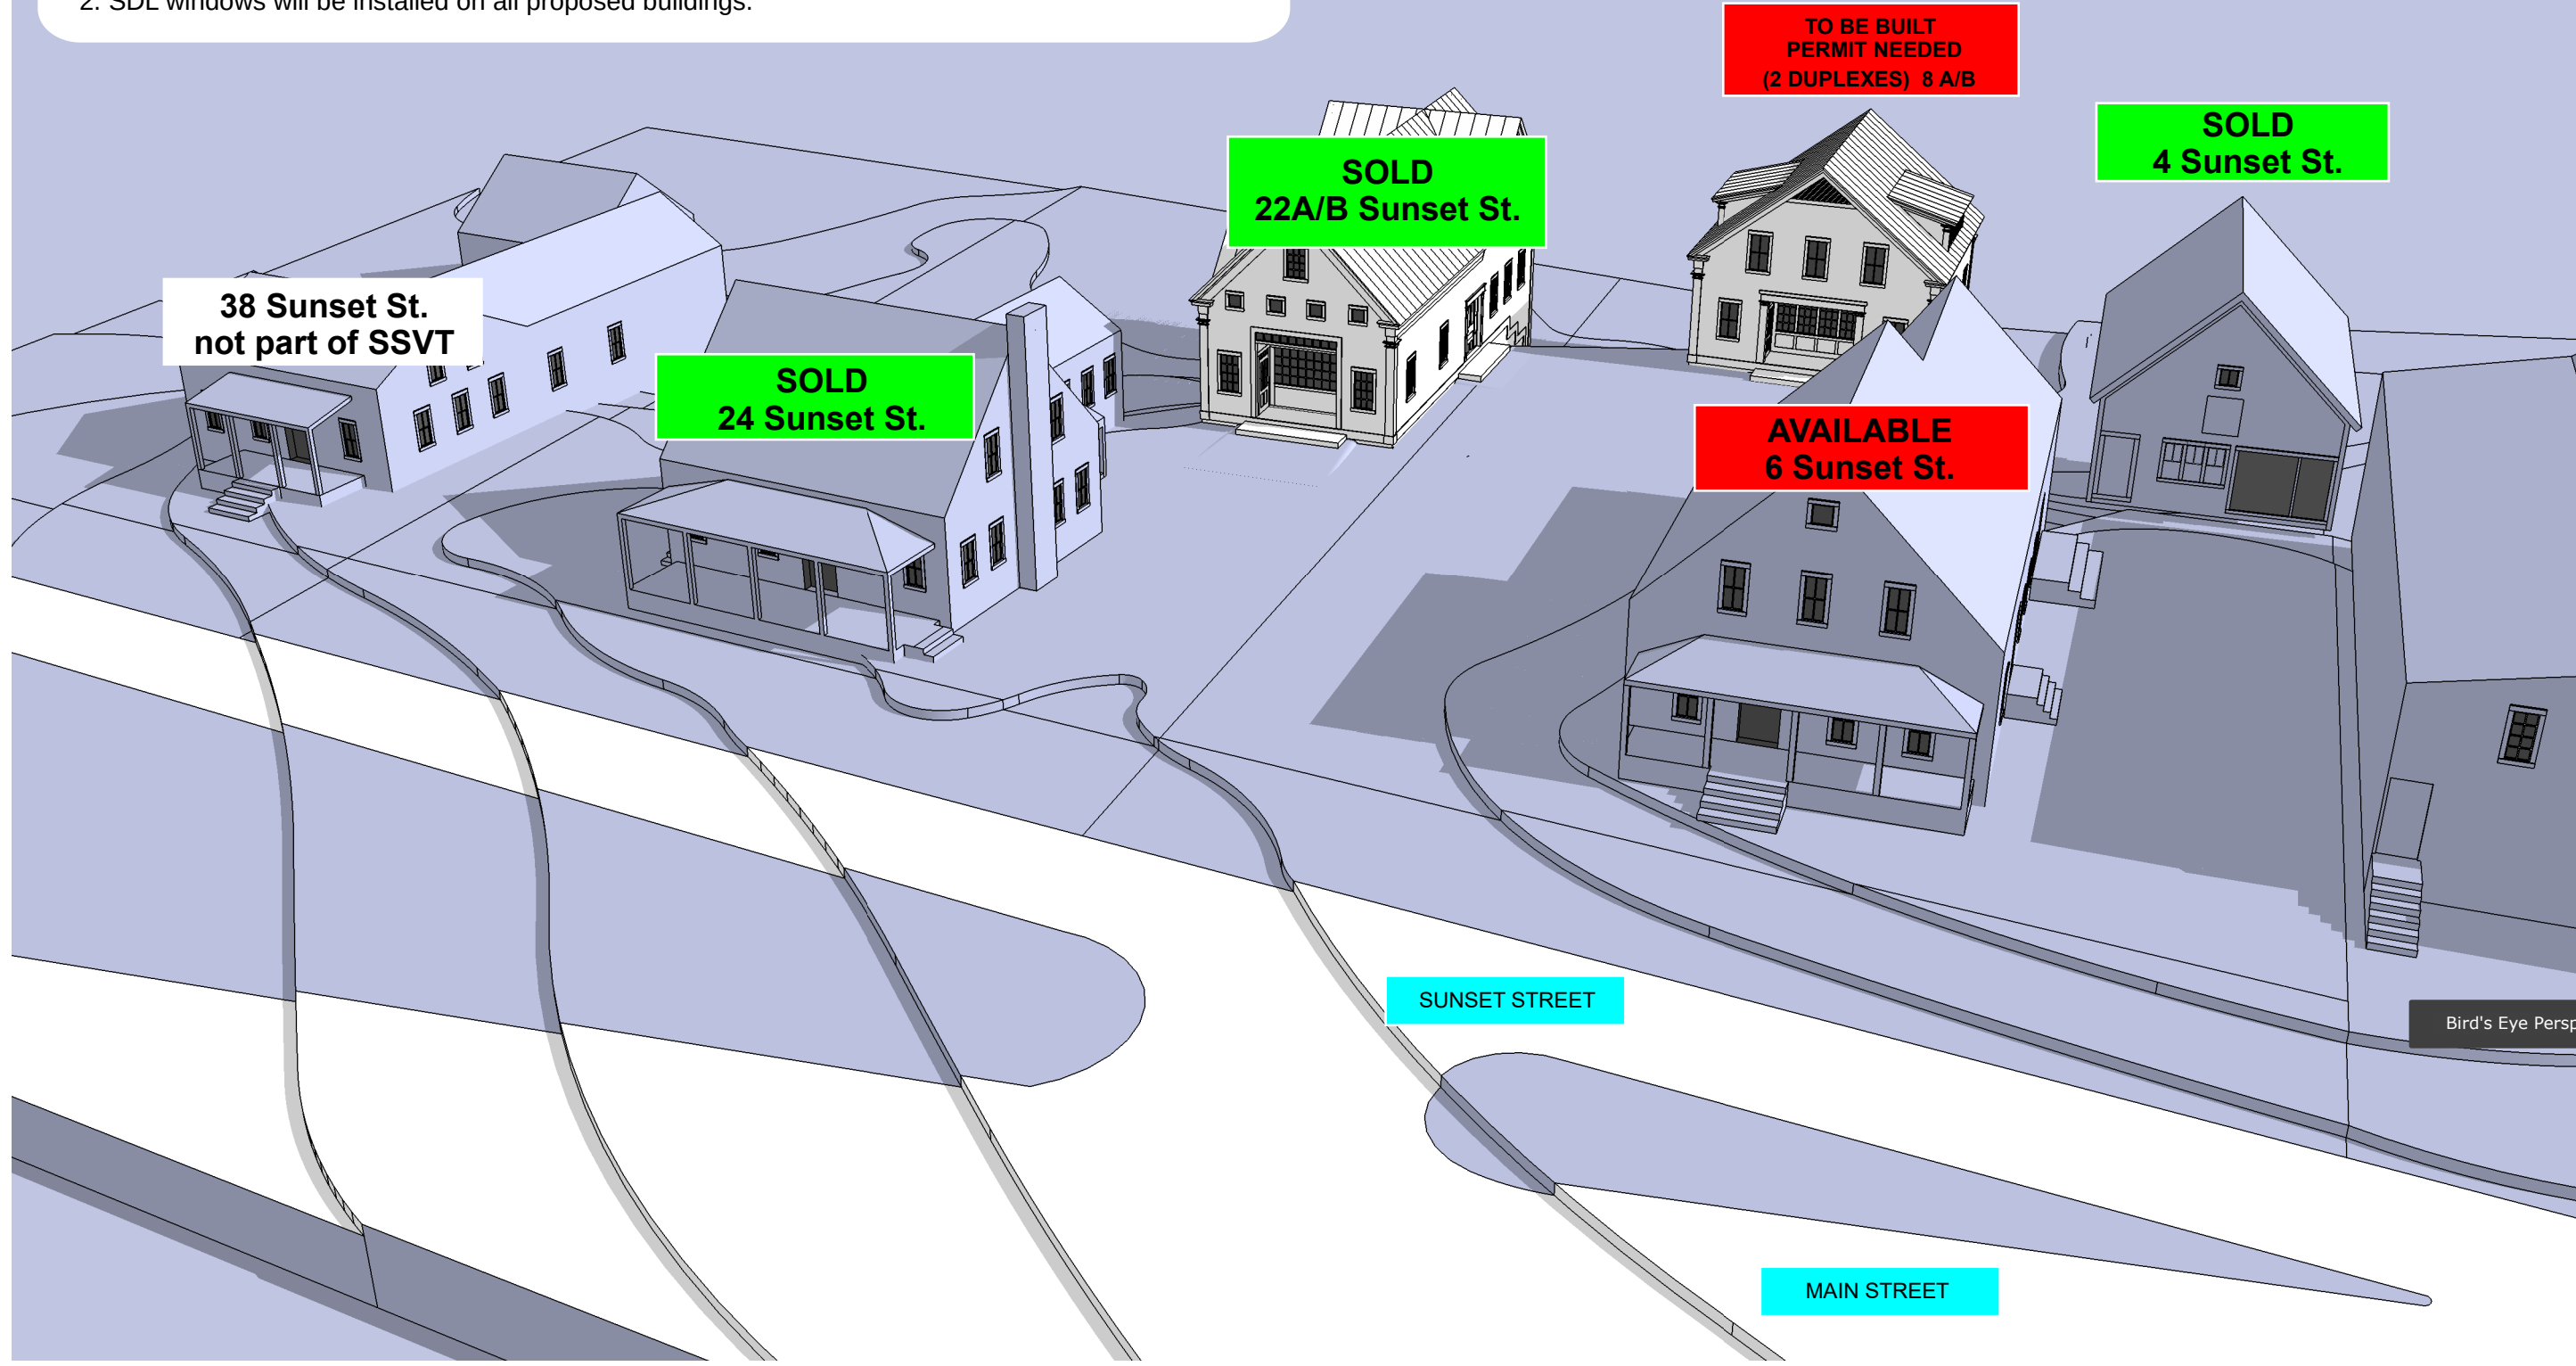 2. SDL windows will be installed on all proposed buildings.
TO BE BUILT
PERMIT NEEDED
(2 DUPLEXES) 8 A/B
SOLD
4 Sunset St.
SOLD
22A/B Sunset St.
38 Sunset St.
not part of SSVT
SOLD
24 Sunset St.
AVAILABLE
6 Sunset St.
SUNSET STREET
Bird's Eye Persp
MAIN STREET